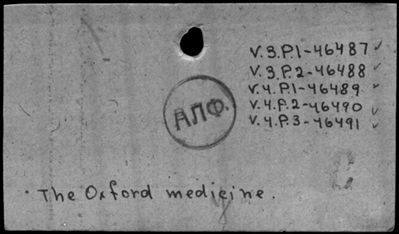 V.3.P.1-46487
V.3.P.2-46488
V.4.P.1-46489
V.4.P.2-46490
V.4.P.3-46491
АПФ.
The Oxford medicine.